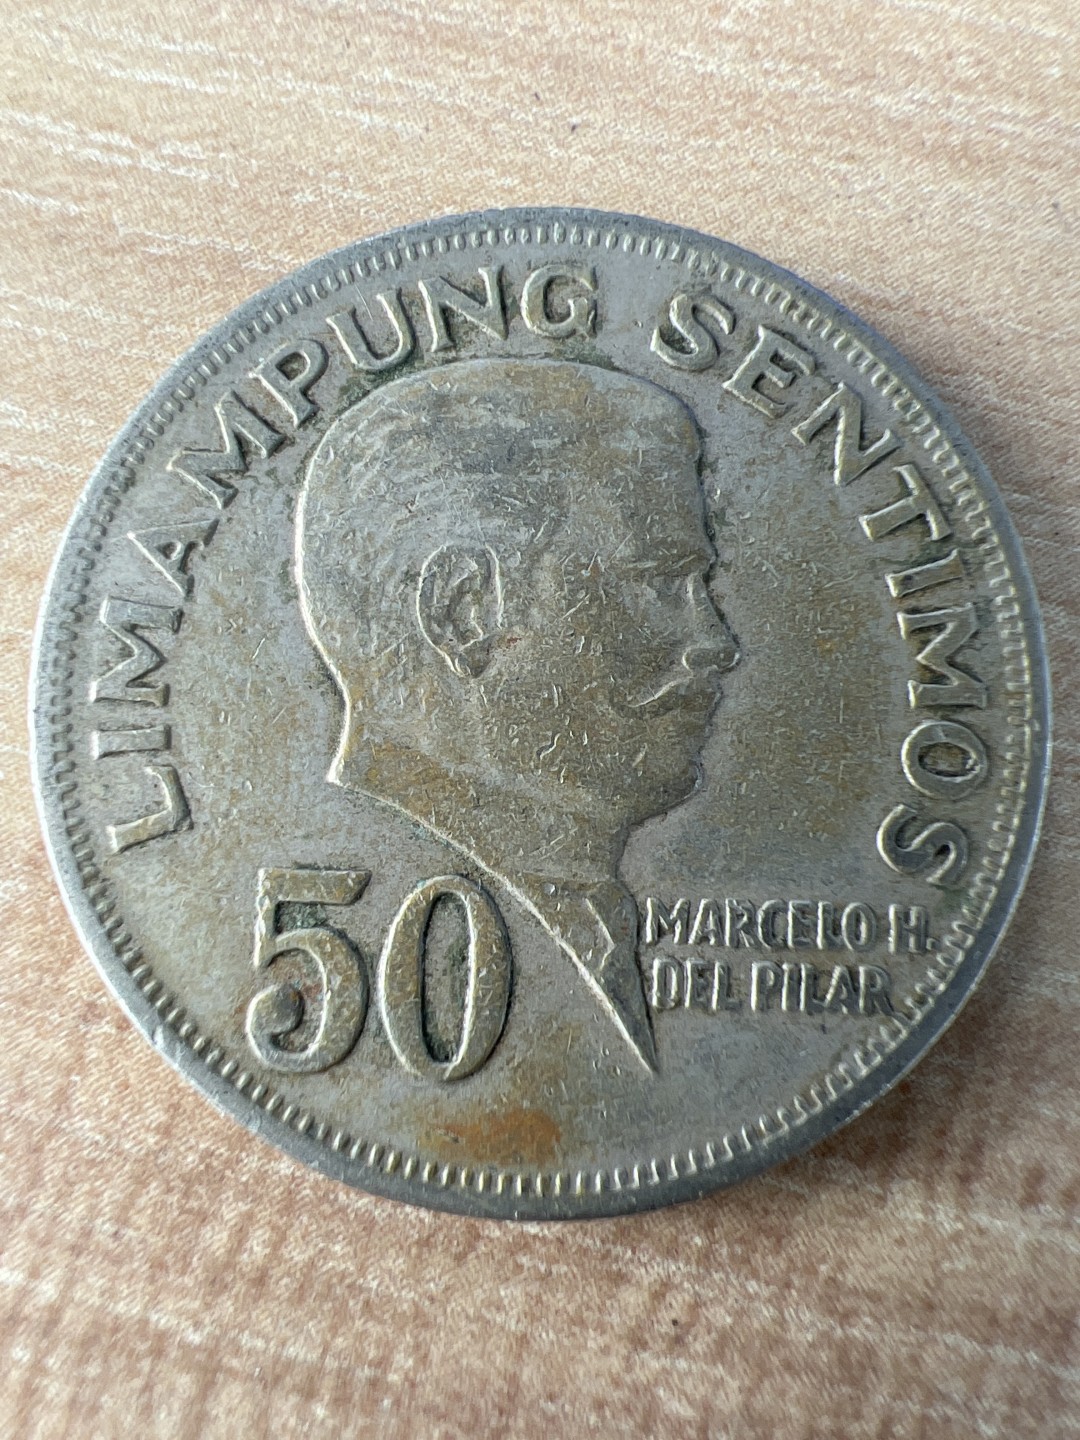 LIMAMPUNG SENTIMOS
50
MARCELO H.
DEL PILAR